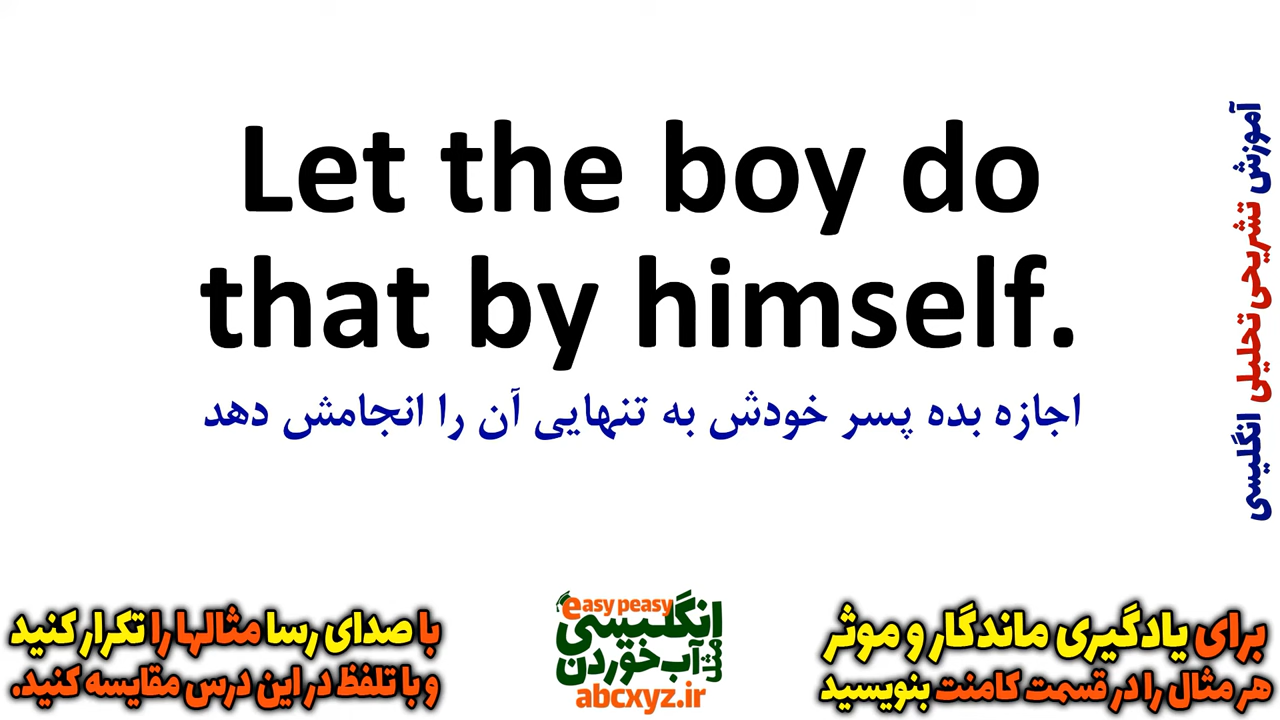 Let the boy do
that by himself.
اجازه بده پسر خودش به تنهایی آن را انجامش دهد
آموزش تشریحی تحلیلی انگلیسی
برای یادگیری ماندگار و موثر
هر مثال را در قسمت کامنت بنویسید
easy peasy
انگلیسی
مثل آب خوردن
abcxyz.ir
با صدای رسا مثالها را تکرار کنید
و با تلفظ در این درس مقایسه کنید.